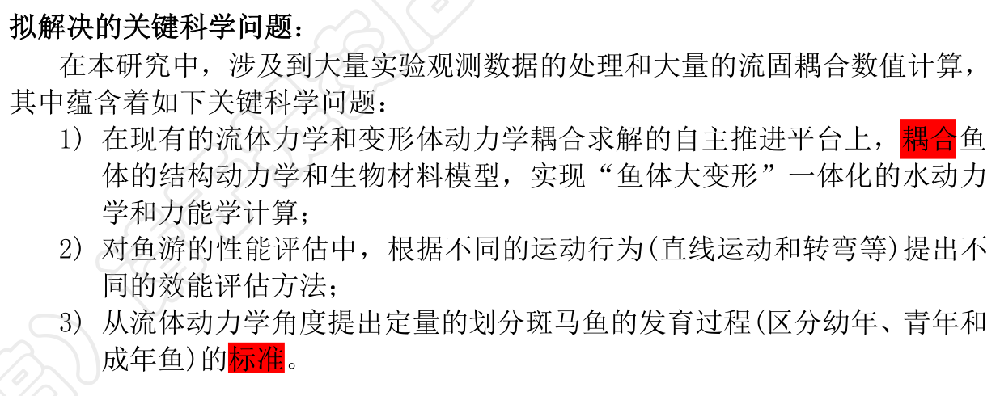 拟解决的关键科学问题：
在本研究中，涉及到大量实验观测数据的处理和大量的流固耦合数值计算，
其中蕴含着如下关键科学问题：
1) 在现有的流体力学和变形体动力学耦合求解的自主推进平台上，耦合鱼
体的结构动力学和生物材料模型，实现“鱼体大变形”一体化的水动力
学和力能学计算；
2) 对鱼游的性能评估中，根据不同的运动行为(直线运动和转弯等)提出不
同的效能评估方法；
3) 从流体动力学角度提出定量的划分斑马鱼的发育过程(区分幼年、青年和
成年鱼)的标准。